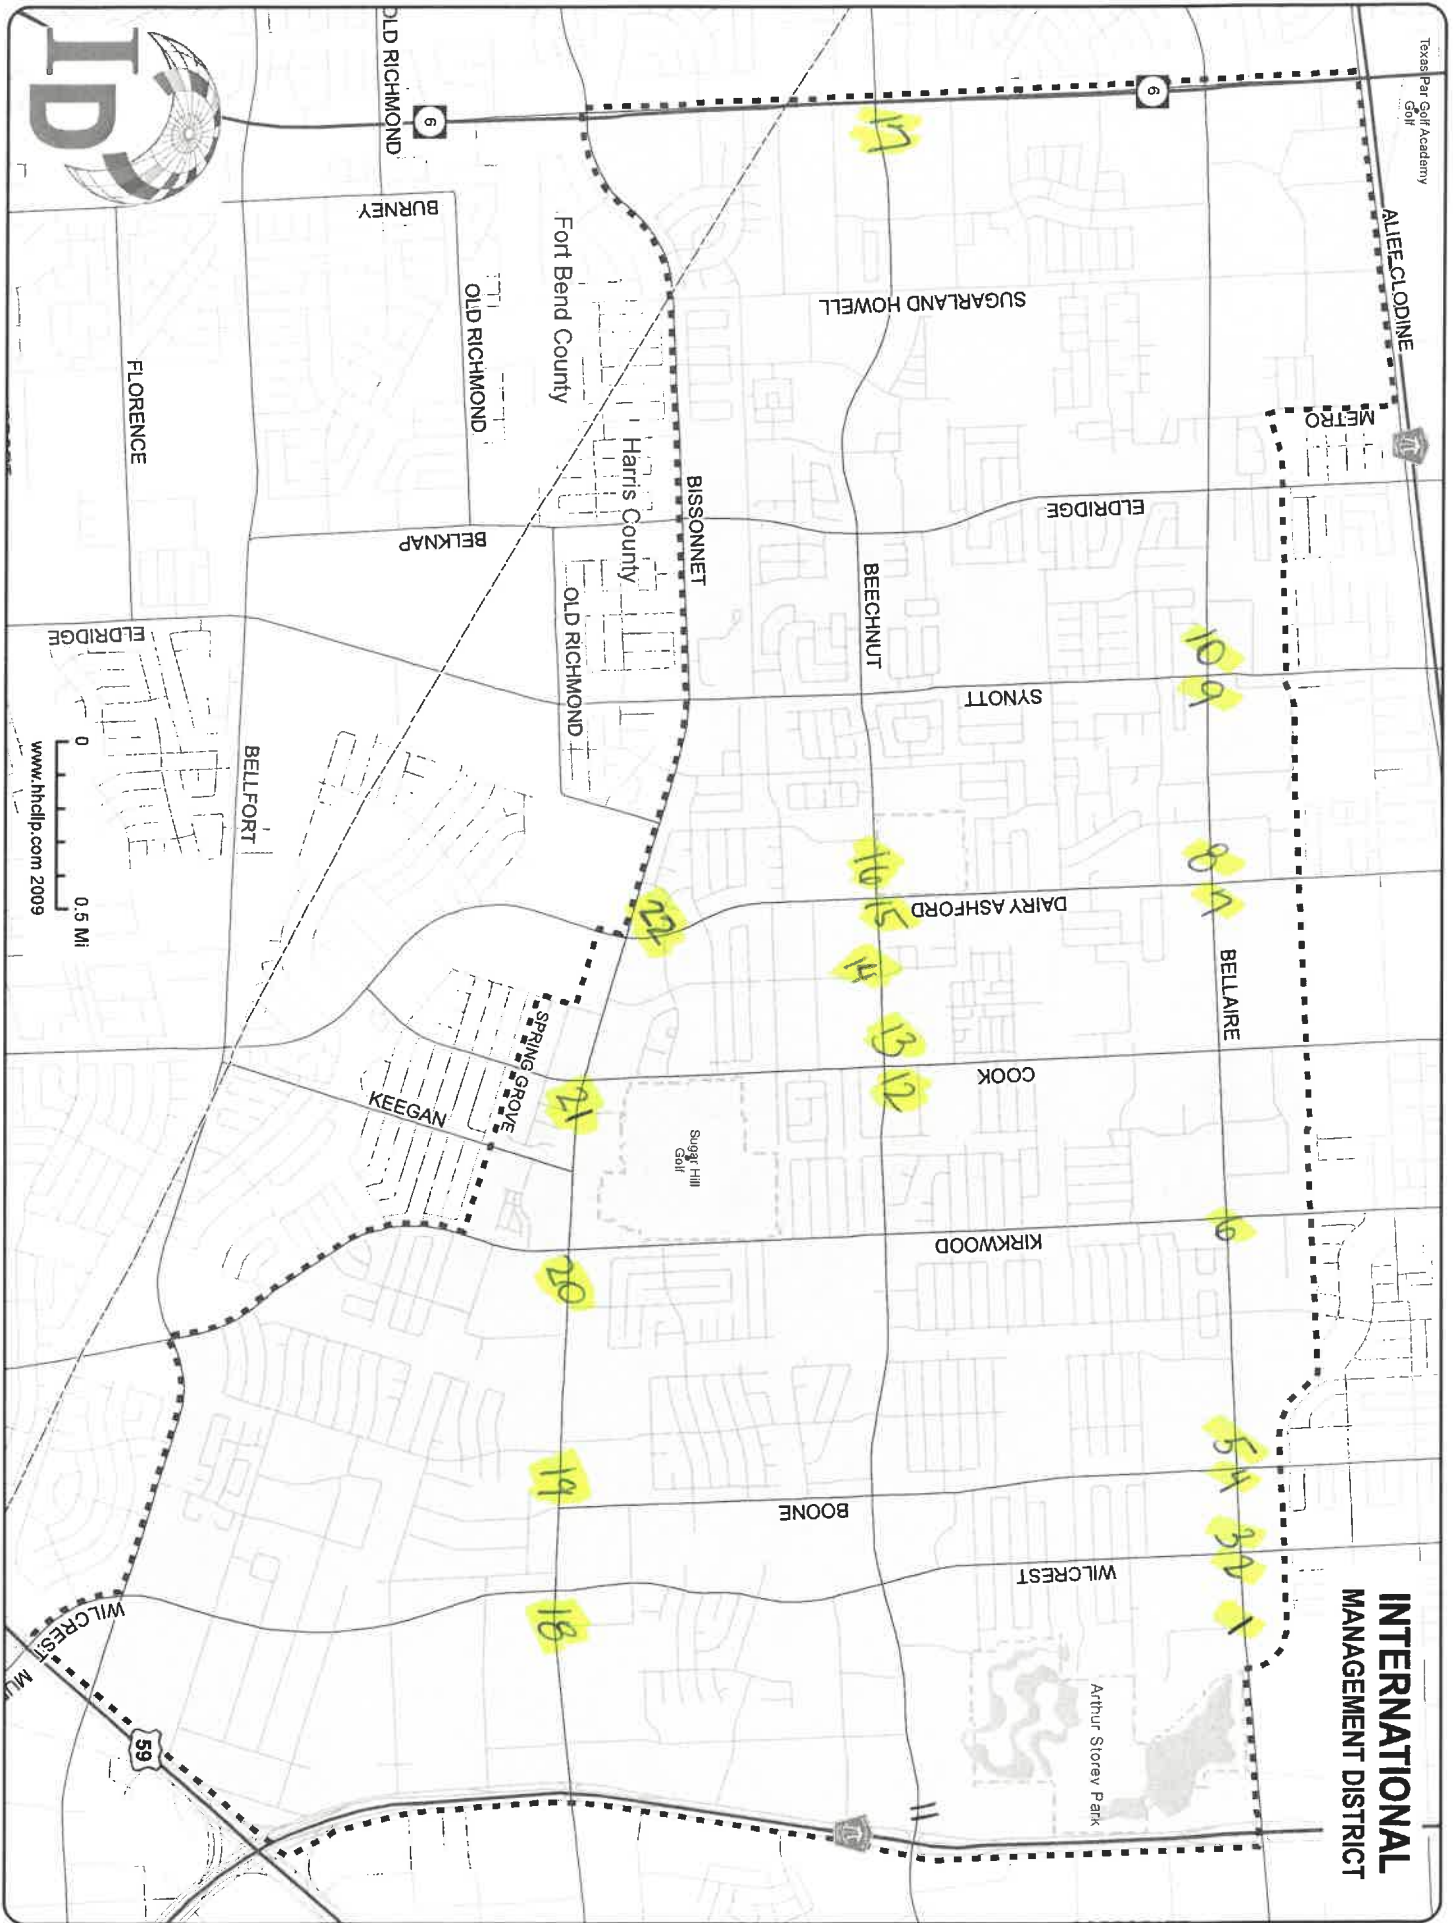 INTERNATIONAL
MANAGEMENT DISTRICT
Texas Par Golf Academy
Golf
ALIEF CLODINE
METRO
6
SUGARLAND HOWELL
ELDRIDGE
SYNOTT
DAIRY ASHFORD
COOK
KIRKWOOD
BOONE
WILCREST
BELLAIRE
10
9
8
7
6
5
4
3
2
1
Arthur Storey Park
BEECHNUT
17
16
15
14
13
12
11
BISSONNET
22
21
20
19
18
Sugar Hill
Golf
Fort Bend County
Harris County
OLD RICHMOND
OLD RICHMOND
OLD RICHMOND
6
BURNEY
BELKNAP
SPRING GROVE
KEEGAN
FLORENCE
ELDRIDGE
BELLFORT
WILCREST
59
ID
0
0.5 Mi
www.hhcllp.com 2009